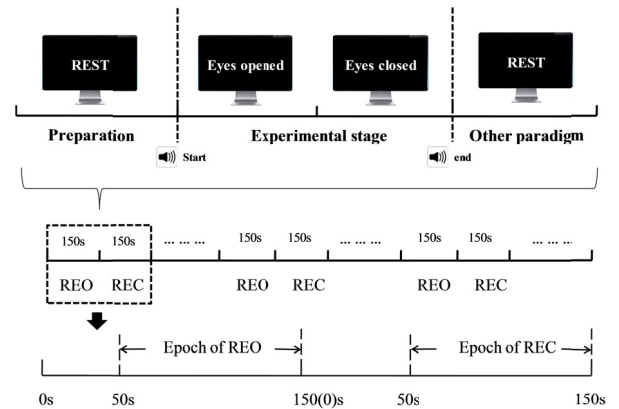 REST
Eyes opened
Eyes closed
REST
Preparation
Experimental stage
Other paradigm
Start
end
150s 150s ... ... ... 150s 150s ... ... ... 150s 150s ... ... ...
REO REC REO REC REO REC
Epoch of REO
Epoch of REC
0s 50s 150(0)s 50s 150s